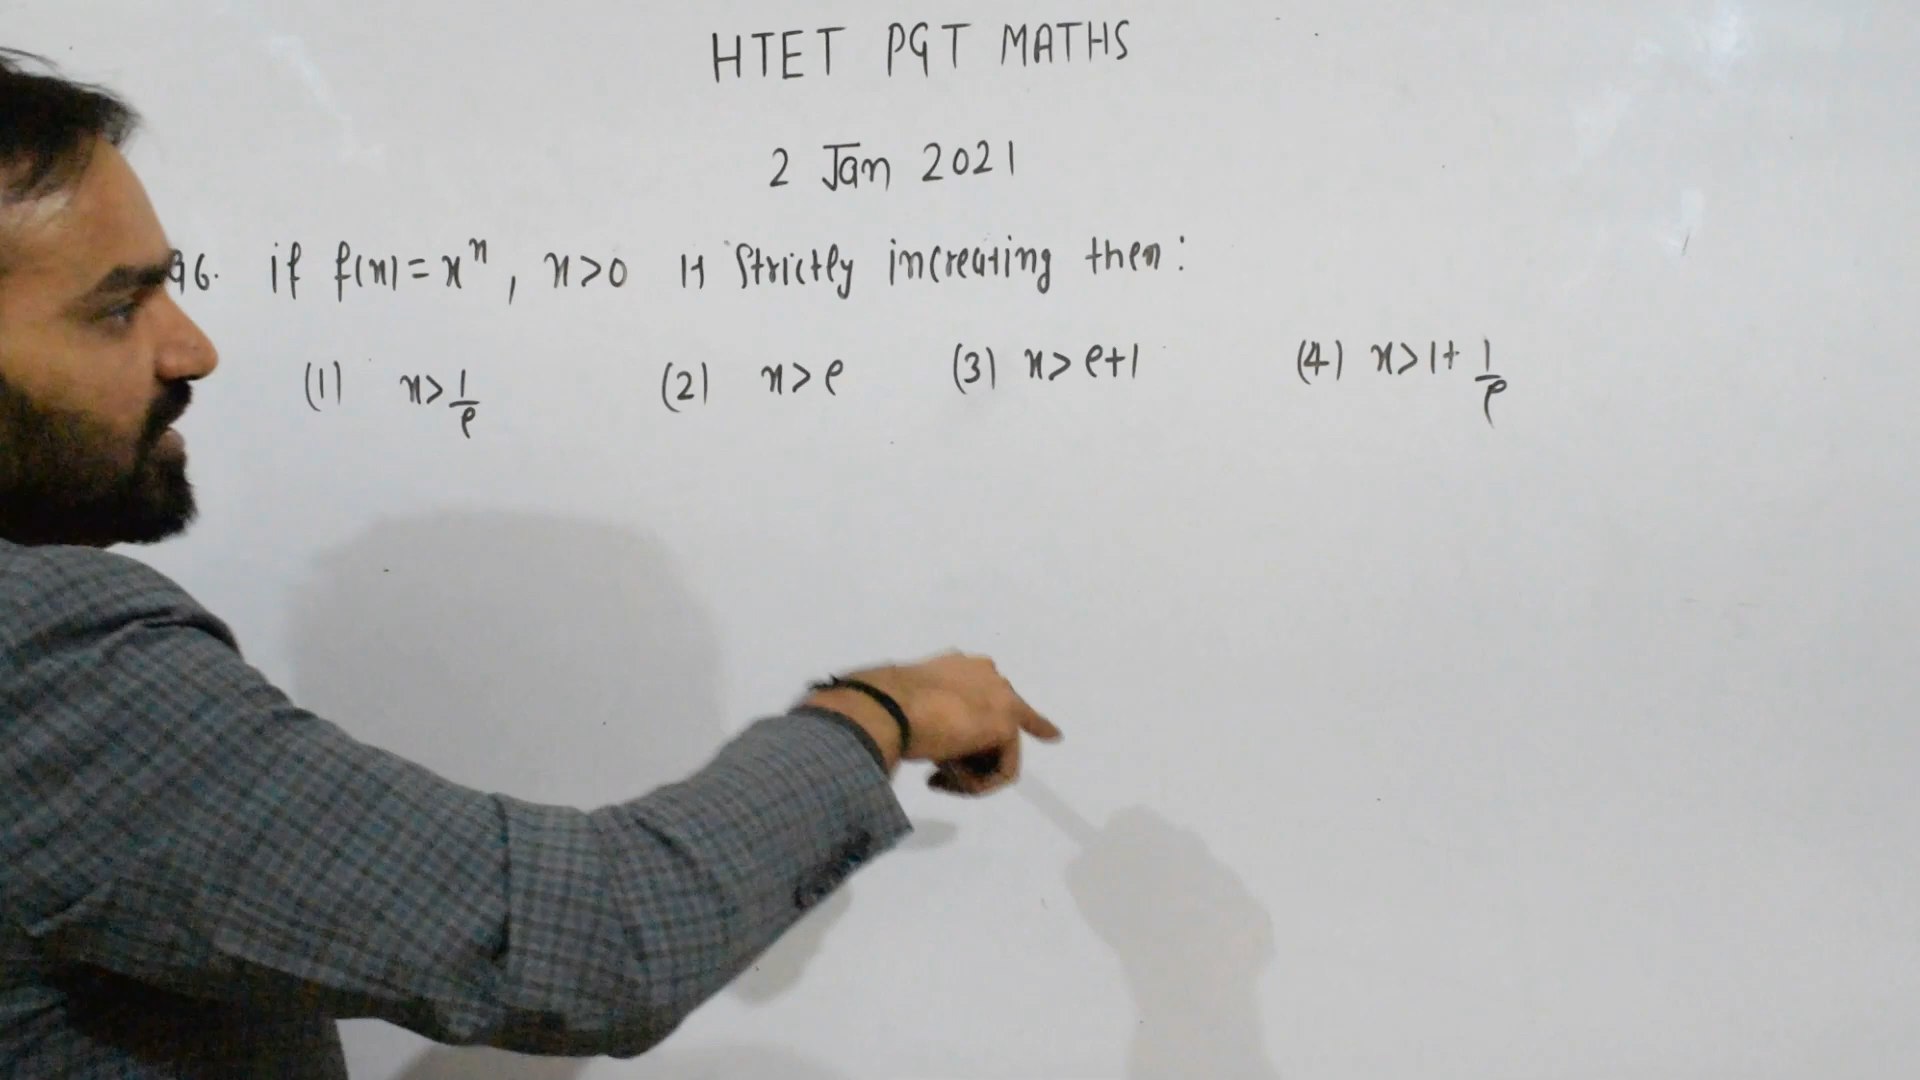 HTET PGT MATHS
2 Jan 2021
96. if f(x) = x^x, x>0 is strictly increasing then:
(1) x>1/e (2) x>e (3) x>e+1 (4) x>1+1/e